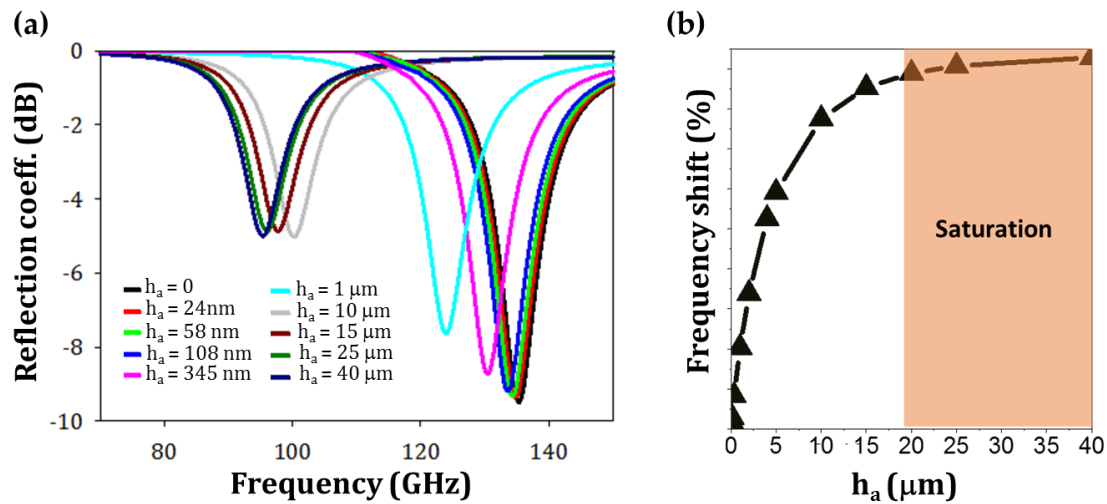 (a)
Reflection coeff. (dB)
0
-2
-4
-6
-8
-10
hₐ = 0
hₐ = 24nm
hₐ = 58 nm
hₐ = 108 nm
hₐ = 345 nm
hₐ = 1 μm
hₐ = 10 μm
hₐ = 15 μm
hₐ = 25 μm
hₐ = 40 μm
80 100 120 140
Frequency (GHz)
(b)
Frequency shift (%)
Saturation
0 5 10 15 20 25 30 35 40
hₐ (μm)